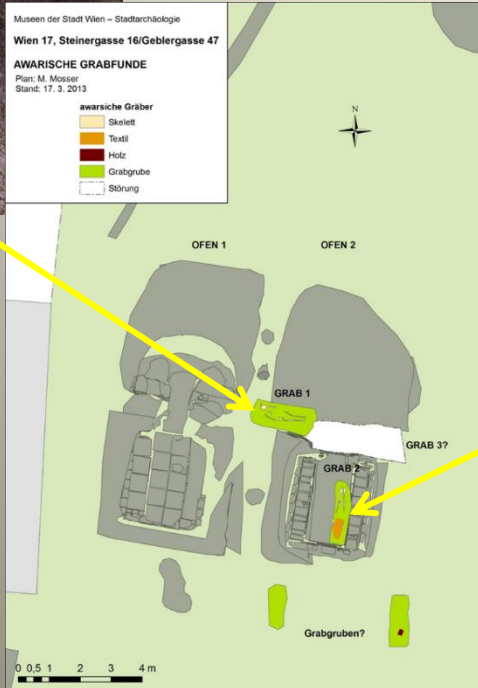 Museen der Stadt Wien – Stadtarchäologie
Wien 17, Steinergasse 16/Geblergasse 47
AWARISCHE GRABFUNDE
Plan: M. Mosser
Stand: 17. 3. 2013
awarsiche Gräber
Skelett
Textil
Holz
Grabgrube
Störung
N
OFEN 1
OFEN 2
GRAB 1
GRAB 3?
GRAB 2
Grabgruben?
0 0,5 1 2 3 4 m